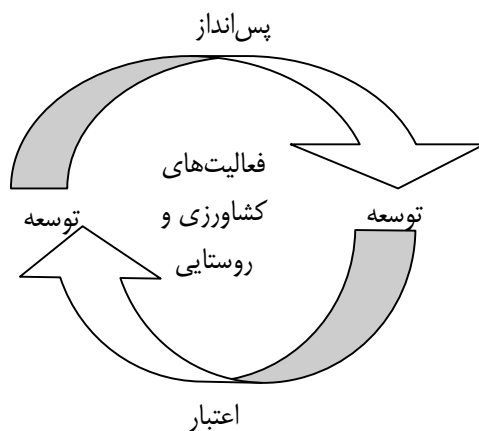 پس‌انداز
فعالیت‌های
کشاورزی و
روستایی
توسعه
توسعه
اعتبار